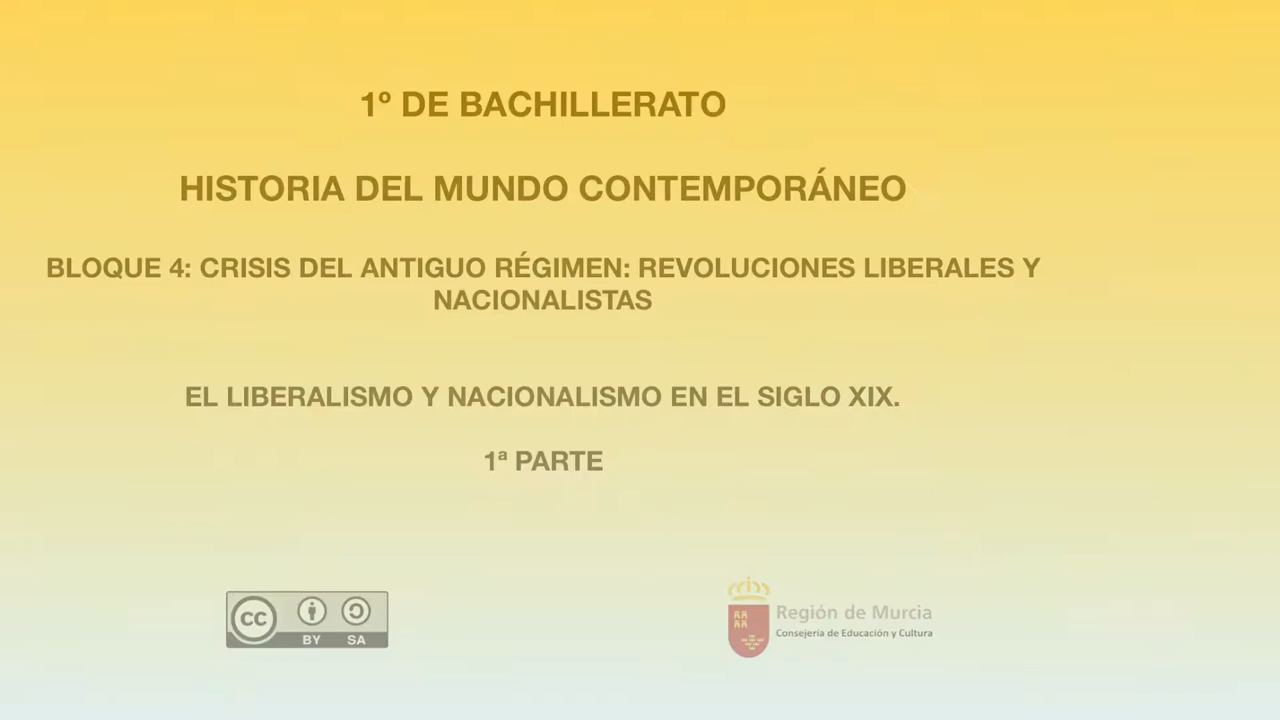 1º DE BACHILLERATO
HISTORIA DEL MUNDO CONTEMPORÁNEO
BLOQUE 4: CRISIS DEL ANTIGUO RÉGIMEN: REVOLUCIONES LIBERALES Y
NACIONALISTAS
EL LIBERALISMO Y NACIONALISMO EN EL SIGLO XIX.
1ª PARTE
CC BY SA
Región de Murcia
Consejería de Educación y Cultura